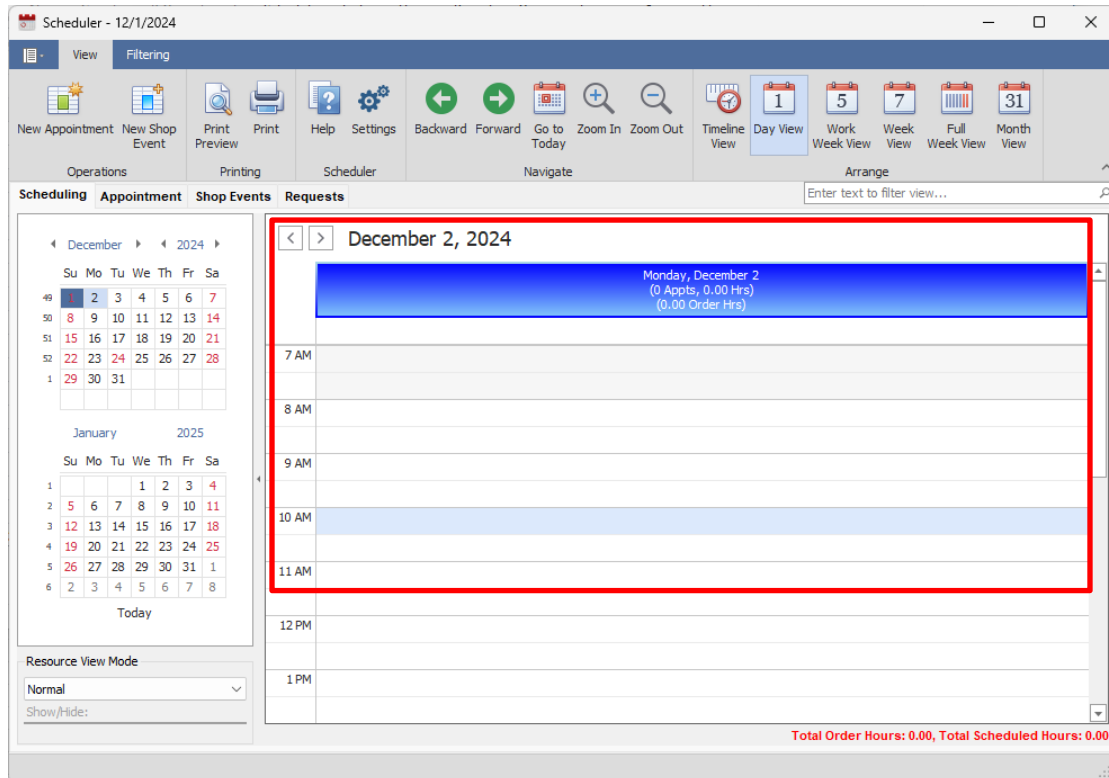 Scheduler - 12/1/2024
View Filtering
New Appointment New Shop Event Print Preview Print Help Settings Backward Forward Go to Today Zoom In Zoom Out Timeline View Day View Work Week View Week View Full Week View Month View
1 5 7 31
Operations Printing Scheduler Navigate Arrange
Scheduling Appointment Shop Events Requests Enter text to filter view...
December 2024
Su Mo Tu We Th Fr Sa
49 1 2 3 4 5 6 7
50 8 9 10 11 12 13 14
51 15 16 17 18 19 20 21
52 22 23 24 25 26 27 28
1 29 30 31
January 2025
Su Mo Tu We Th Fr Sa
1 1 2 3 4
2 5 6 7 8 9 10 11
3 12 13 14 15 16 17 18
4 19 20 21 22 23 24 25
5 26 27 28 29 30 31 1
6 2 3 4 5 6 7 8
Today
Resource View Mode
Normal
Show/Hide:
December 2, 2024
Monday, December 2
(0 Appts, 0.00 Hrs)
(0.00 Order Hrs)
7 AM
8 AM
9 AM
10 AM
11 AM
12 PM
1 PM
Total Order Hours: 0.00, Total Scheduled Hours: 0.00